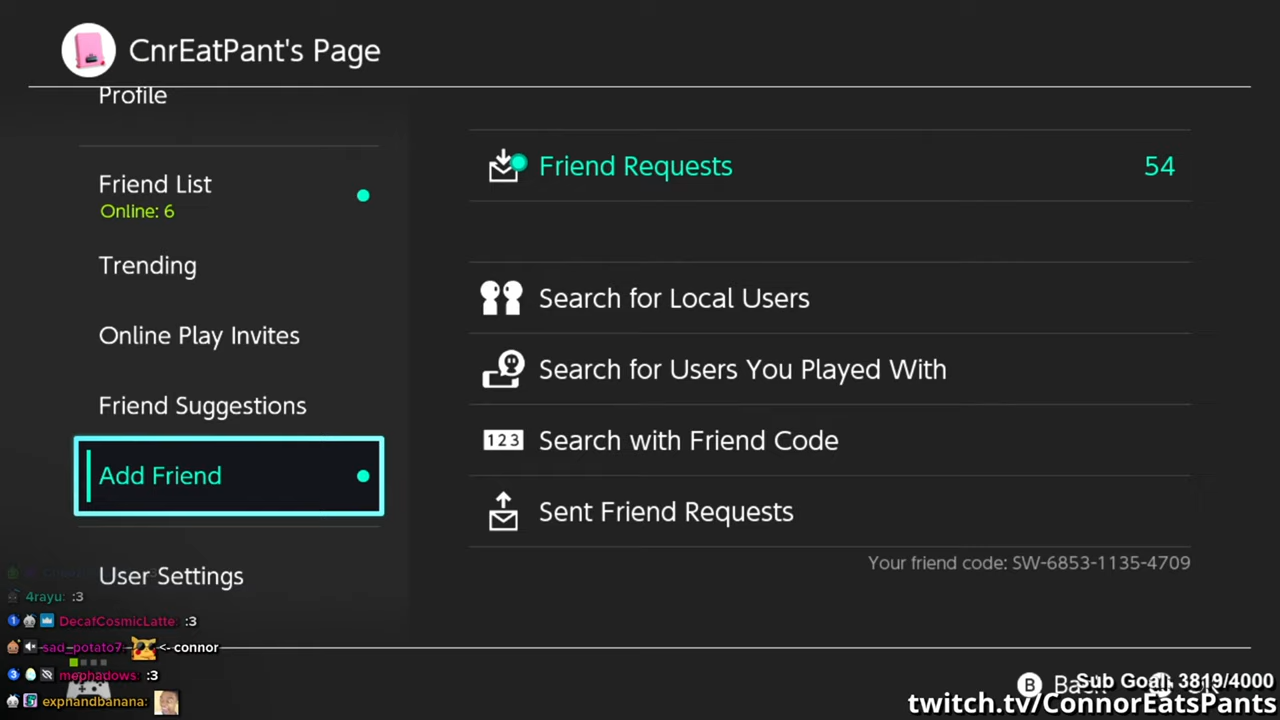 CnrEatPant's Page
Profile
Friend List
Online: 6
Trending
Online Play Invites
Friend Suggestions
Add Friend
User Settings
Friend Requests 54
Search for Local Users
Search for Users You Played With
123 Search with Friend Code
Sent Friend Requests
Your friend code: SW-6853-1135-4709
4rayu: :3
DecafCosmicLatte: :3
sad_potato7: <- connor
mephadows: :3
exphandbanana:
B Back
Sub Goal: 3819/4000
twitch.tv/ConnorEatsPants